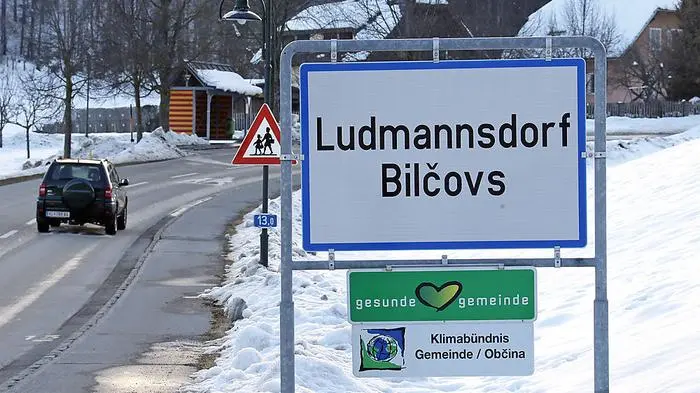 Ludmannsdorf
Bilčovs
13.0
gesunde gemeinde
Klimabündnis
Gemeinde / Občina